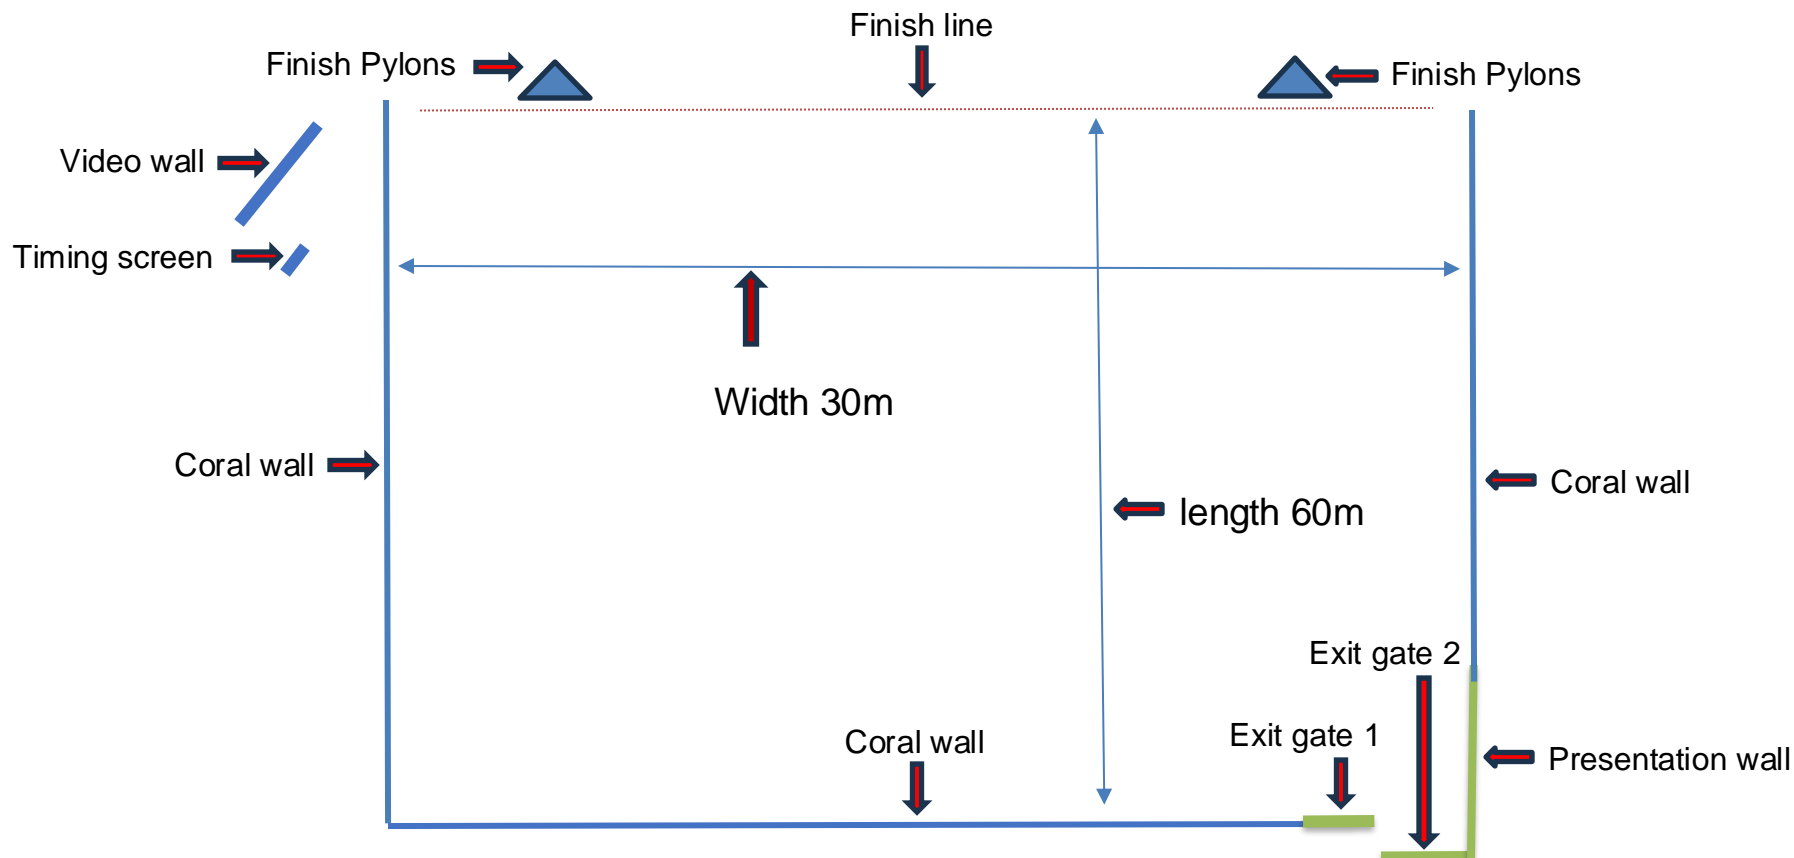 Finish line
Finish Pylons
Finish Pylons
Video wall
Timing screen
Width 30m
Coral wall
Coral wall
length 60m
Exit gate 2
Exit gate 1
Coral wall
Presentation wall